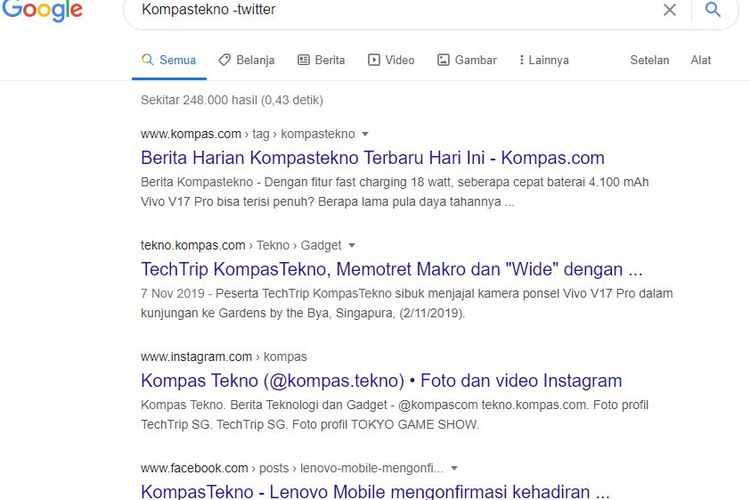 Google
Kompastekno -twitter
Semua Belanja Berita Video Gambar Lainnya Setelan Alat
Sekitar 248.000 hasil (0,43 detik)
www.kompas.com › tag › kompastekno
Berita Harian Kompastekno Terbaru Hari Ini - Kompas.com
Berita Kompastekno - Dengan fitur fast charging 18 watt, seberapa cepat baterai 4.100 mAh
Vivo V17 Pro bisa terisi penuh? Berapa lama pula daya tahannya ...
tekno.kompas.com › Tekno › Gadget
TechTrip KompasTekno, Memotret Makro dan "Wide" dengan ...
7 Nov 2019 - Peserta TechTrip KompasTekno sibuk menjajal kamera ponsel Vivo V17 Pro dalam
kunjungan ke Gardens by the Bya, Singapura, (2/11/2019).
www.instagram.com › kompas
Kompas Tekno (@kompas.tekno) • Foto dan video Instagram
Kompas Tekno. Berita Teknologi dan Gadget - @kompascom tekno.kompas.com. Foto profil
TechTrip SG. TechTrip SG. Foto profil TOKYO GAME SHOW.
www.facebook.com › posts › lenovo-mobile-mengonfi...
KompasTekno - Lenovo Mobile mengonfirmasi kehadiran ...